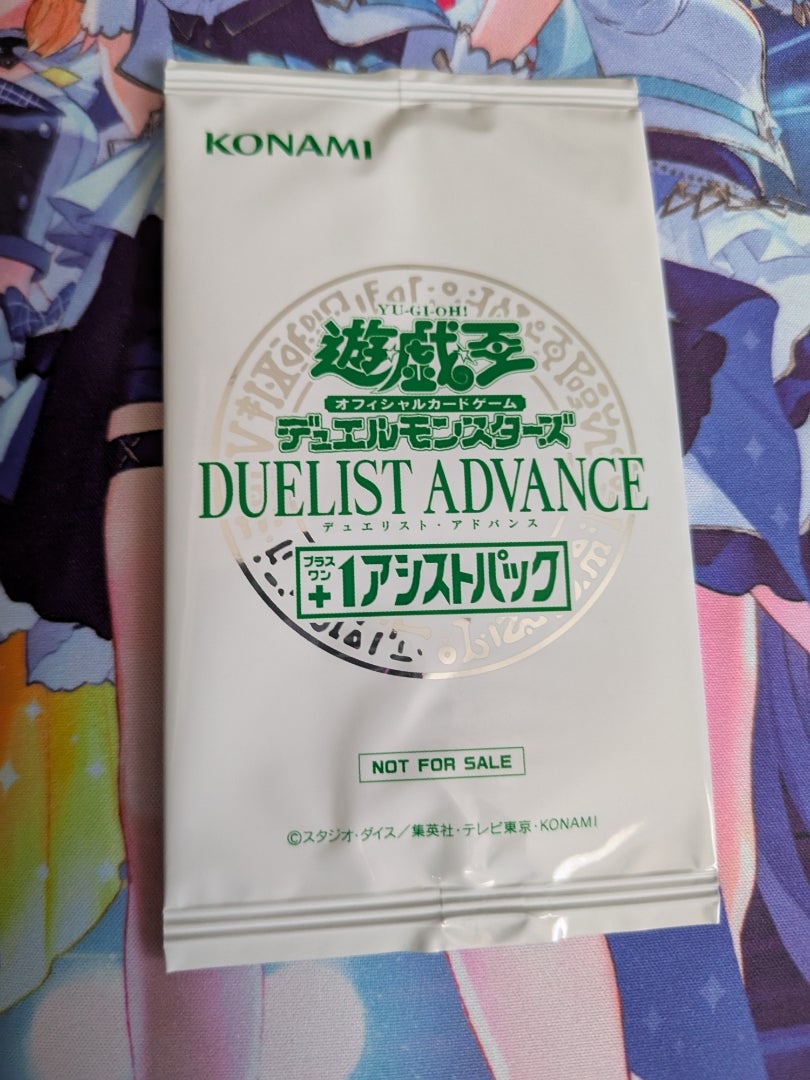 KONAMI
YU-GI-OH!
遊☆戯☆王
オフィシャルカードゲーム
デュエルモンスターズ
DUELIST ADVANCE
デュエリスト・アドバンス
プラス
ワン
+1アシストパック
NOT FOR SALE
©スタジオ・ダイス／集英社・テレビ東京・KONAMI